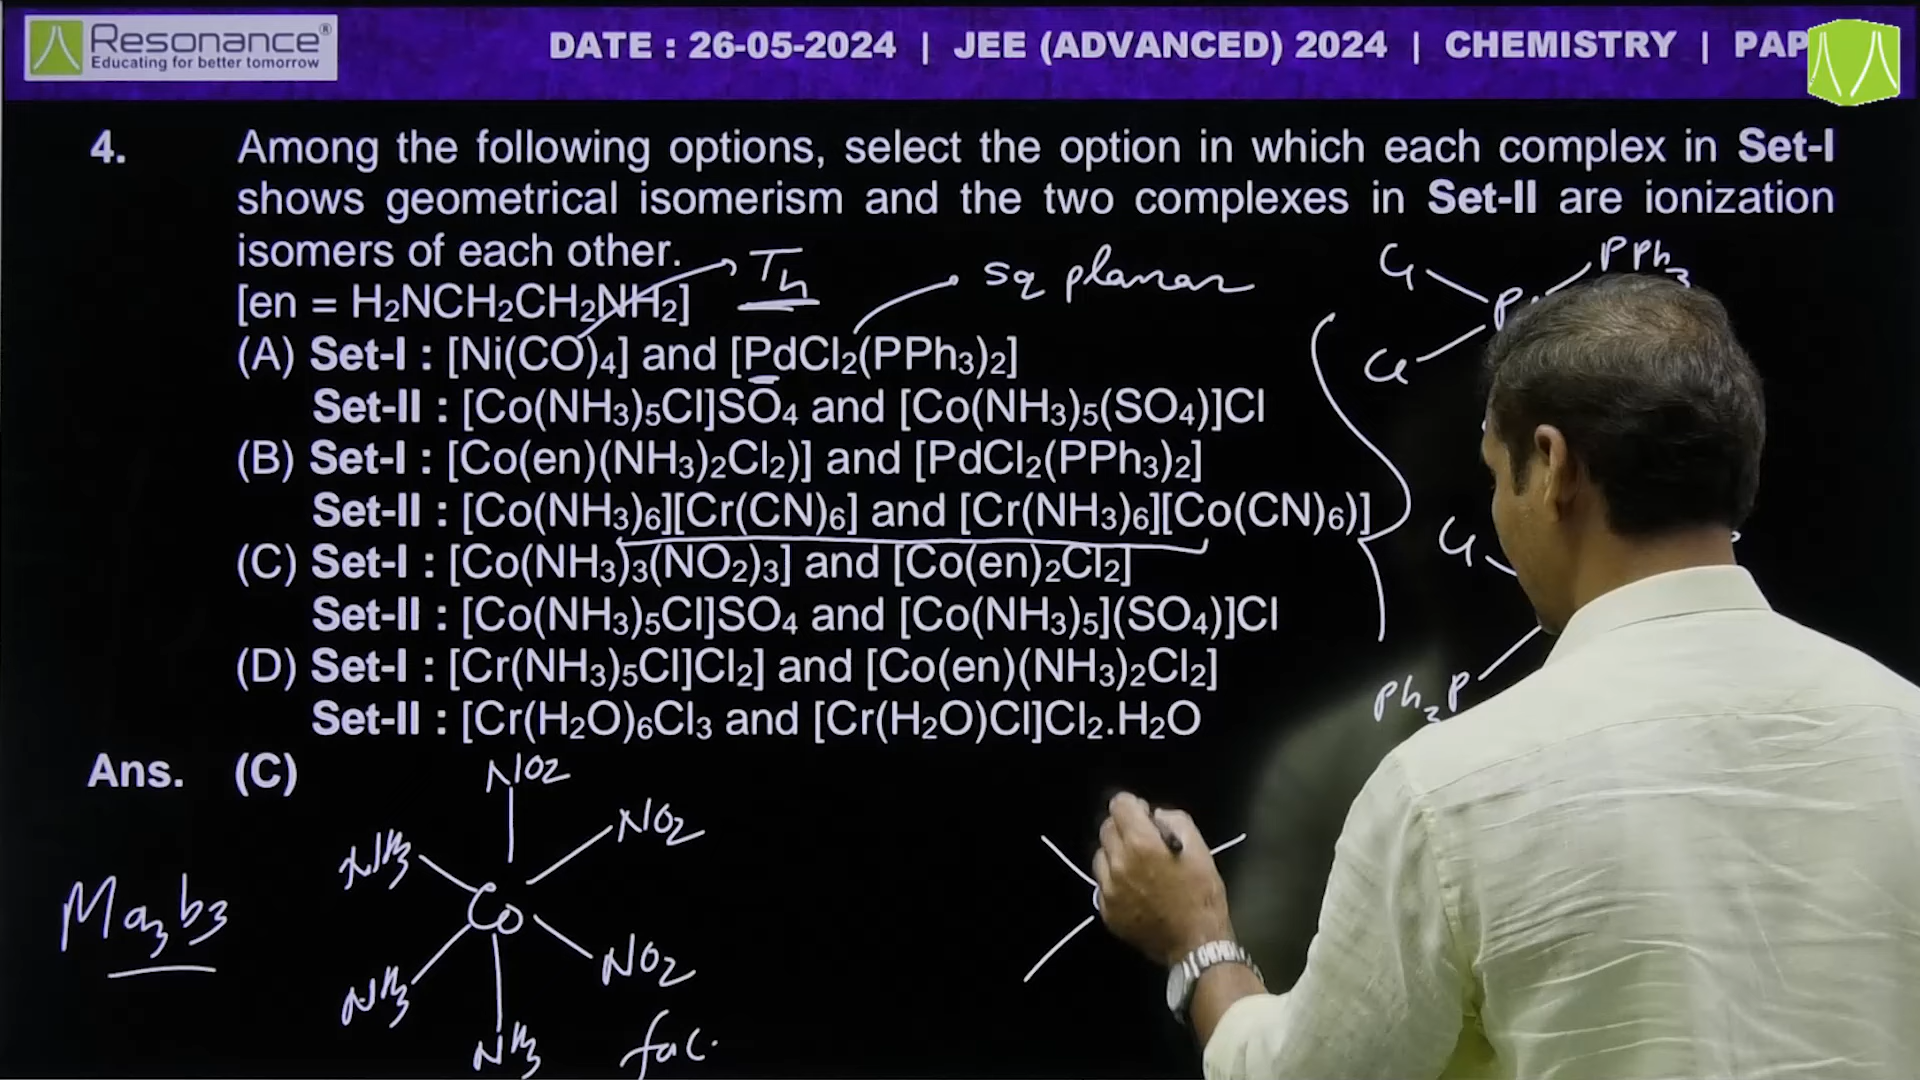 Resonance®
Educating for better tomorrow
DATE : 26-05-2024 | JEE (ADVANCED) 2024 | CHEMISTRY | PAP
4. Among the following options, select the option in which each complex in Set-I
shows geometrical isomerism and the two complexes in Set-II are ionization
isomers of each other.
Th
sq planar
[en = H2NCH2CH2NH2]
(A) Set-I : [Ni(CO)4] and [PdCl2(PPh3)2]
Set-II : [Co(NH3)5Cl]SO4 and [Co(NH3)5(SO4)]Cl
(B) Set-I : [Co(en)(NH3)2Cl2)] and [PdCl2(PPh3)2]
Set-II : [Co(NH3)6][Cr(CN)6] and [Cr(NH3)6][Co(CN)6)]
(C) Set-I : [Co(NH3)3(NO2)3] and [Co(en)2Cl2]
Set-II : [Co(NH3)5Cl]SO4 and [Co(NH3)5](SO4)]Cl
(D) Set-I : [Cr(NH3)5Cl]Cl2] and [Co(en)(NH3)2Cl2]
Set-II : [Cr(H2O)6Cl3 and [Cr(H2O)Cl]Cl2.H2O
Cl
PPh3
Cl
Cl
Ph3P
Ans. (C)
NO2
NH3
NO2
Ma3b3
Co
NH3
NO2
NH3
fac.